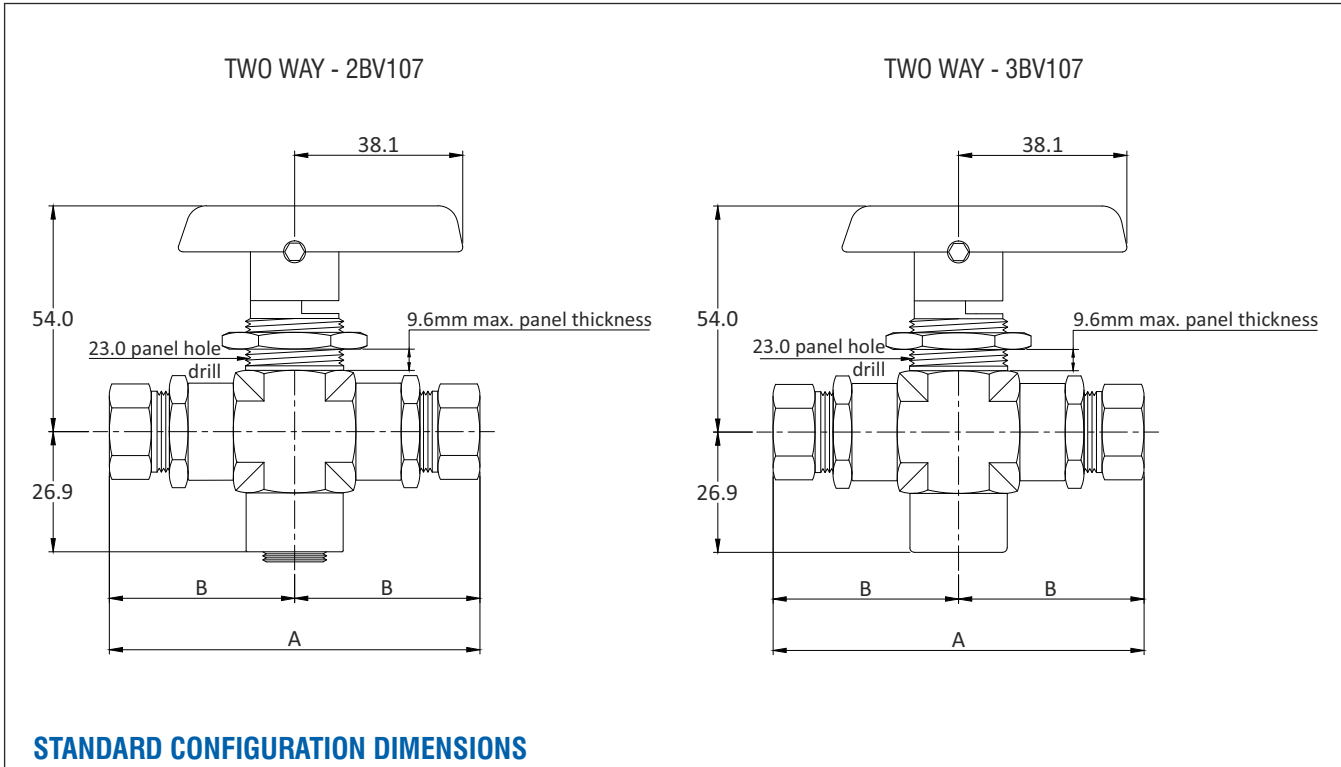 TWO WAY - 2BV107
38.1
54.0
9.6mm max. panel thickness
23.0 panel hole
drill
26.9
B
B
A
TWO WAY - 3BV107
38.1
54.0
9.6mm max. panel thickness
23.0 panel hole
drill
26.9
B
B
A
STANDARD CONFIGURATION DIMENSIONS